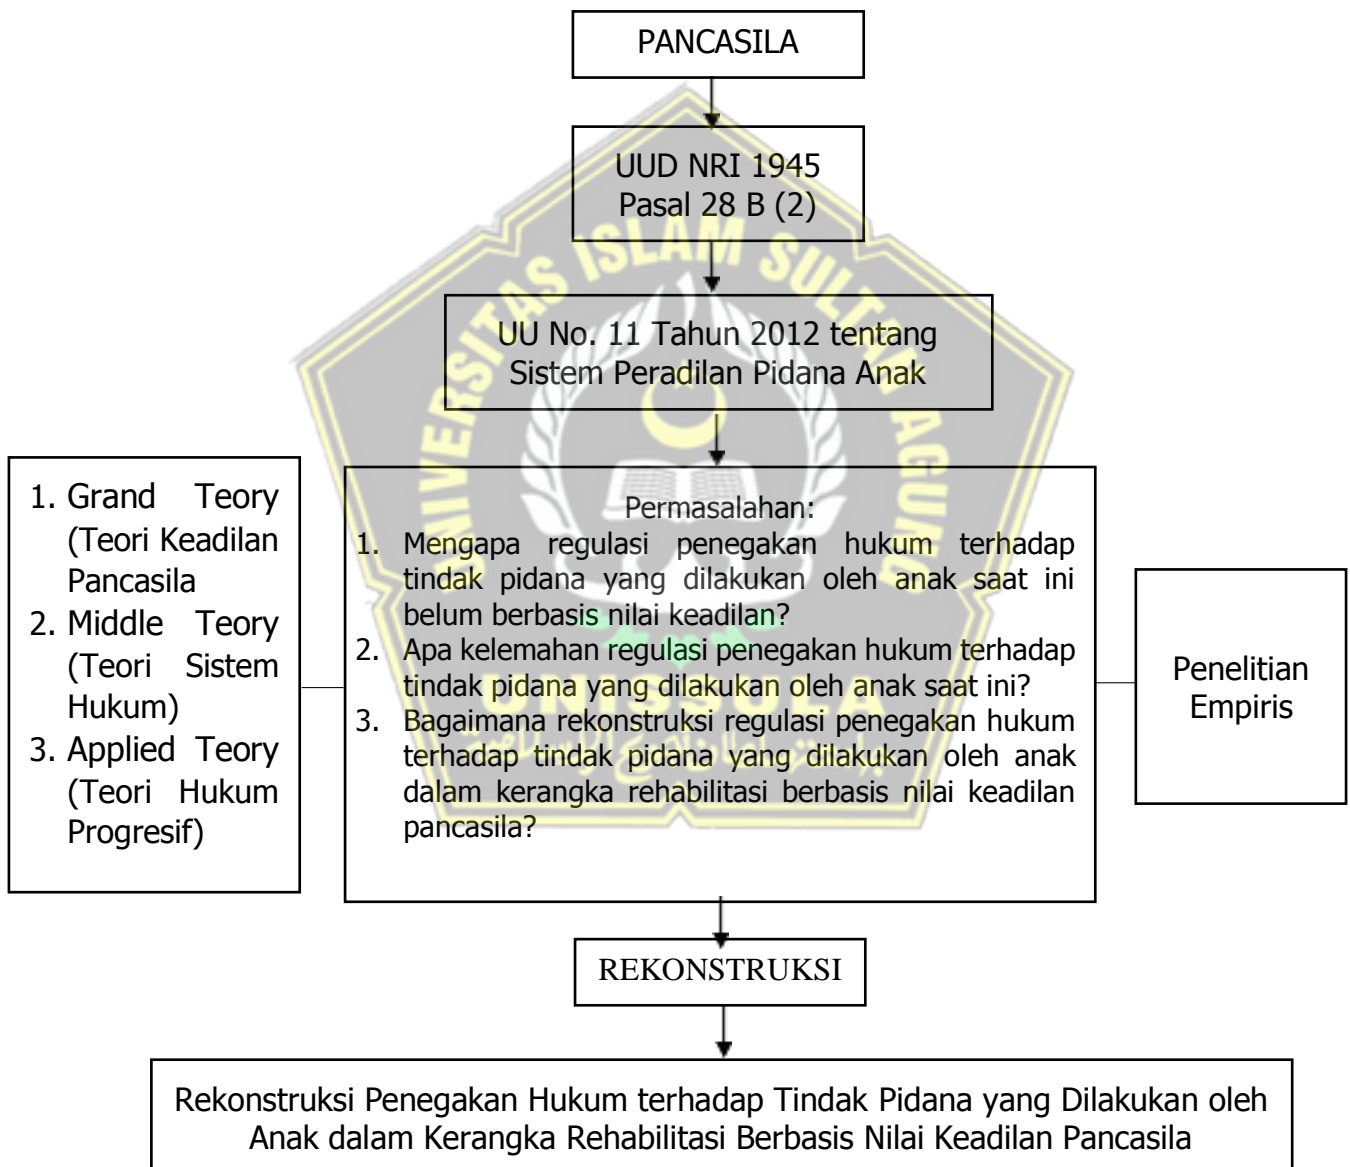 PANCASILA
UUD NRI 1945
Pasal 28 B (2)
UU No. 11 Tahun 2012 tentang
Sistem Peradilan Pidana Anak
1. Grand Teory
(Teori Keadilan
Pancasila
2. Middle Teory
(Teori Sistem
Hukum)
3. Applied Teory
(Teori Hukum
Progresif)
Permasalahan:
1. Mengapa regulasi penegakan hukum terhadap
tindak pidana yang dilakukan oleh anak saat ini
belum berbasis nilai keadilan?
2. Apa kelemahan regulasi penegakan hukum terhadap
tindak pidana yang dilakukan oleh anak saat ini?
3. Bagaimana rekonstruksi regulasi penegakan hukum
terhadap tindak pidana yang dilakukan oleh anak
dalam kerangka rehabilitasi berbasis nilai keadilan
pancasila?
Penelitian
Empiris
REKONSTRUKSI
Rekonstruksi Penegakan Hukum terhadap Tindak Pidana yang Dilakukan oleh
Anak dalam Kerangka Rehabilitasi Berbasis Nilai Keadilan Pancasila
UNIVERSITAS ISLAM SULTAN AGUNG
UNISSULA